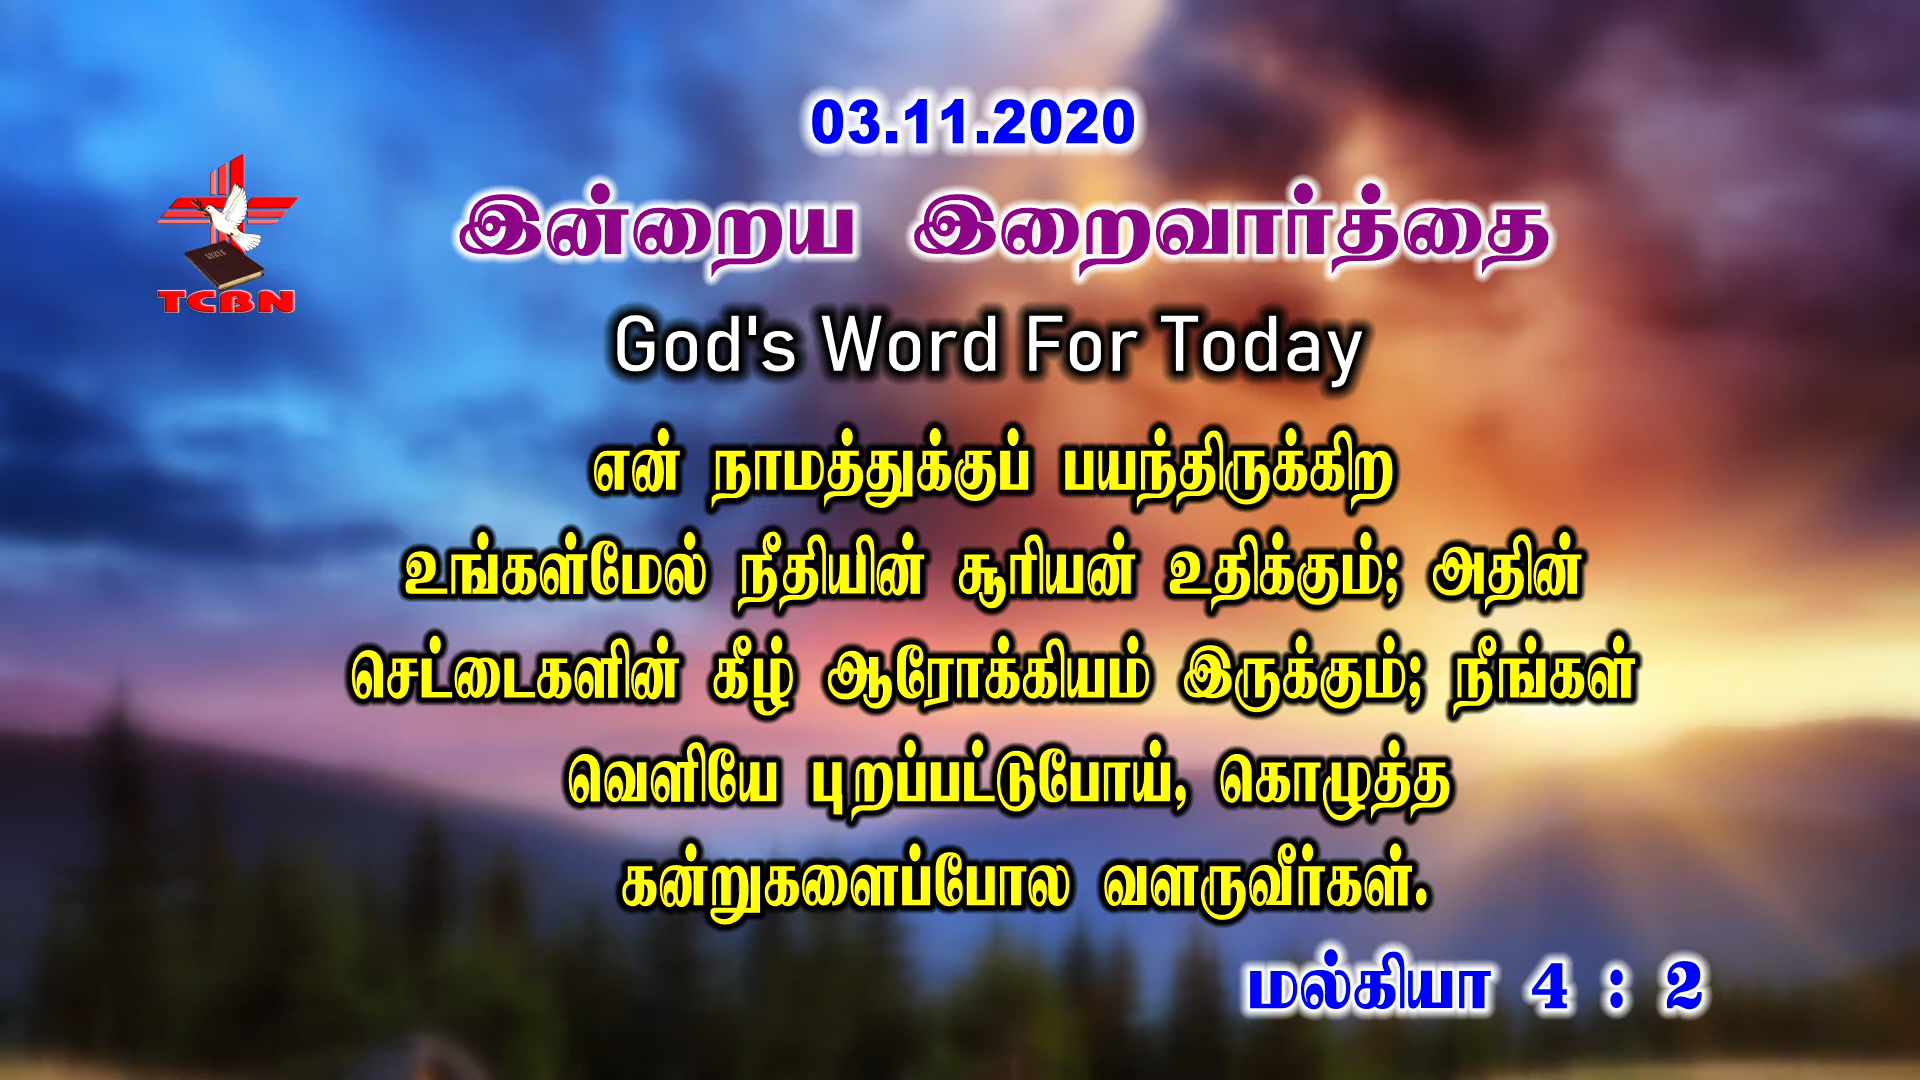 03.11.2020
இன்றைய இறைவார்த்தை
TCBN
God's Word For Today
என் நாமத்துக்குப் பயந்திருக்கிற
உங்கள்மேல் நீதியின் சூரியன் உதிக்கும்; அதின்
செட்டைகளின் கீழ் ஆரோக்கியம் இருக்கும்; நீங்கள்
வெளியே புறப்பட்டுபோய், கொழுத்த
கன்றுகளைப்போல வளருவீர்கள்.
மல்கியா 4 : 2